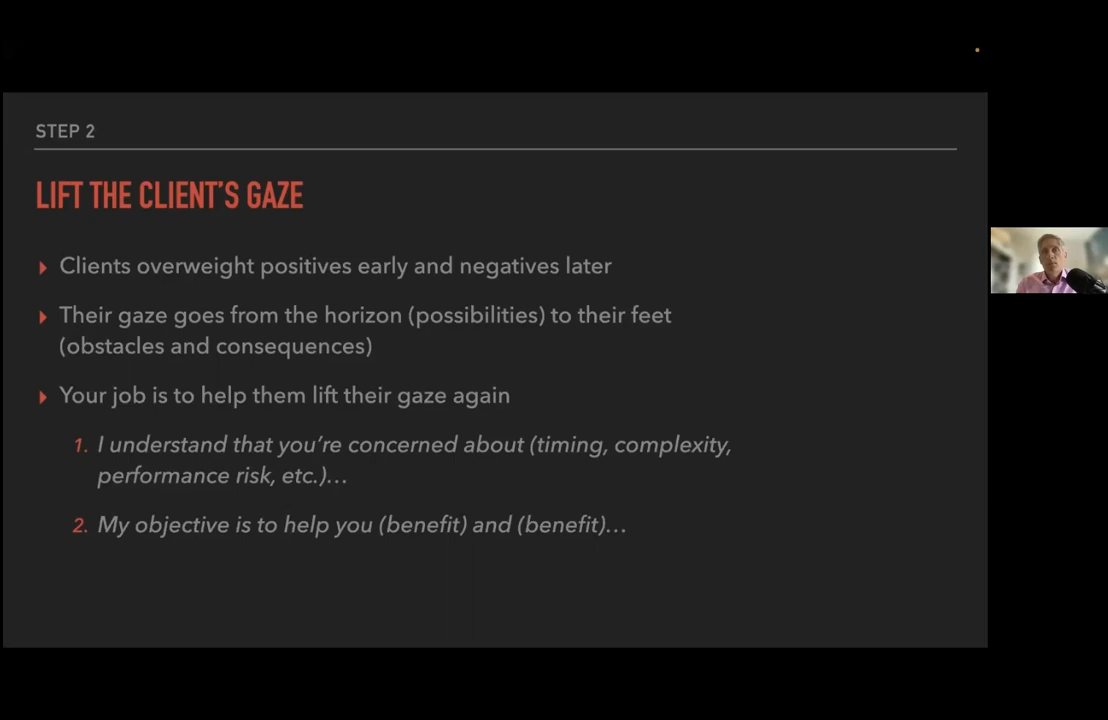 STEP 2
LIFT THE CLIENT’S GAZE
Clients overweight positives early and negatives later
Their gaze goes from the horizon (possibilities) to their feet
(obstacles and consequences)
Your job is to help them lift their gaze again
1. I understand that you’re concerned about (timing, complexity,
performance risk, etc.)…
2. My objective is to help you (benefit) and (benefit)…